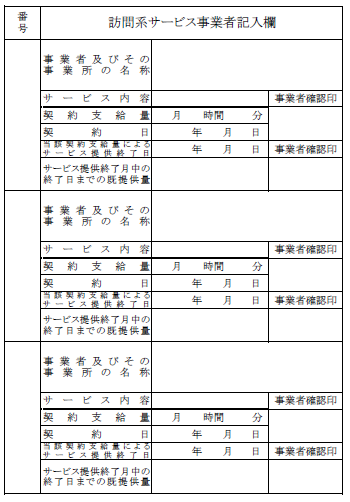 番号 訪問系サービス事業者記入欄
事業者及びその
事業所の名称
サービス内容 事業者確認印
契約支給量 月 時間 分
契約日 年 月 日
当該契約支給量による
サービス提供終了日 年 月 日 事業者確認印
サービス提供終了月中の
終了日までの既提供量
事業者及びその
事業所の名称
サービス内容 事業者確認印
契約支給量 月 時間 分
契約日 年 月 日
当該契約支給量による
サービス提供終了日 年 月 日 事業者確認印
サービス提供終了月中の
終了日までの既提供量
事業者及びその
事業所の名称
サービス内容 事業者確認印
契約支給量 月 時間 分
契約日 年 月 日
当該契約支給量による
サービス提供終了日 年 月 日 事業者確認印
サービス提供終了月中の
終了日までの既提供量